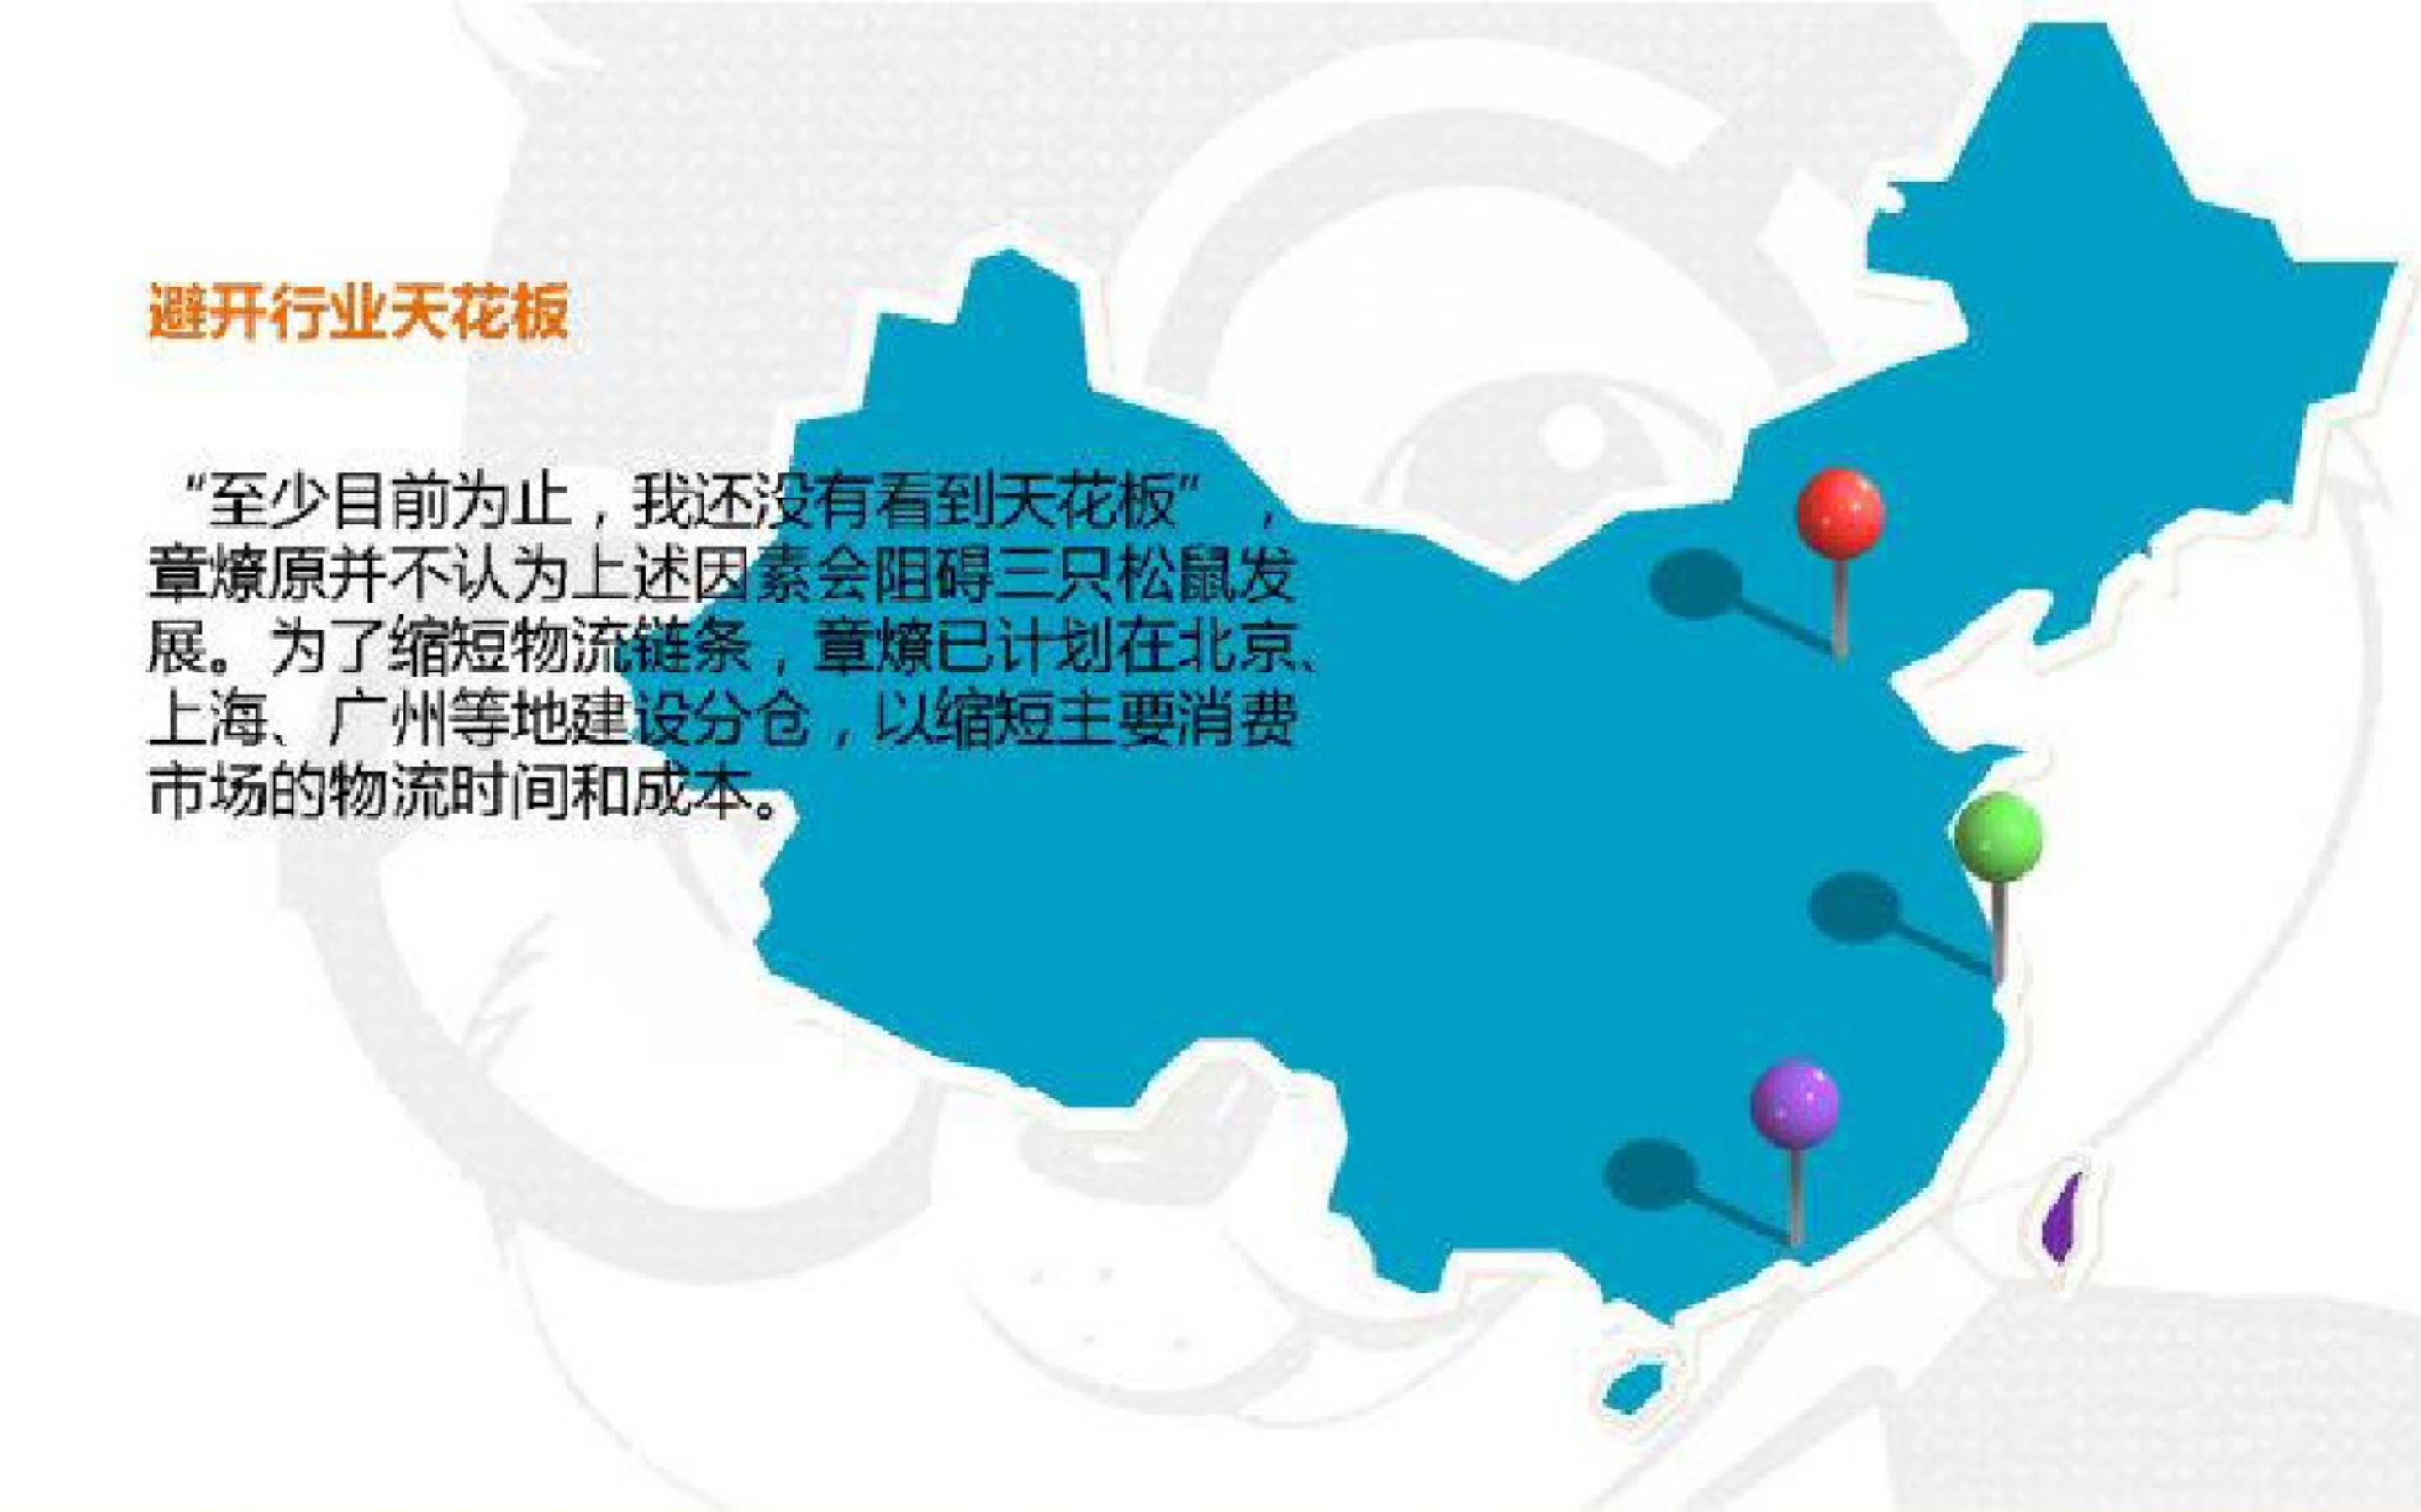 避开行业天花板
“至少目前为止，我还没有看到天花板”，
章燎原并不认为上述因素会阻碍三只松鼠发
展。为了缩短物流链条，章燎已计划在北京、
上海、广州等地建设分仓，以缩短主要消费
市场的物流时间和成本。